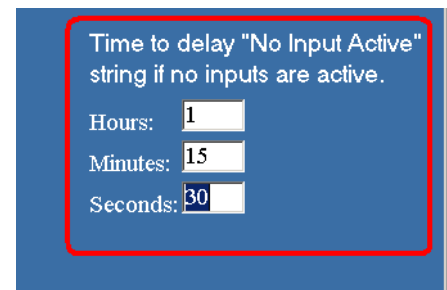 Time to delay "No Input Active"
string if no inputs are active.
Hours: 1
Minutes: 15
Seconds: 30